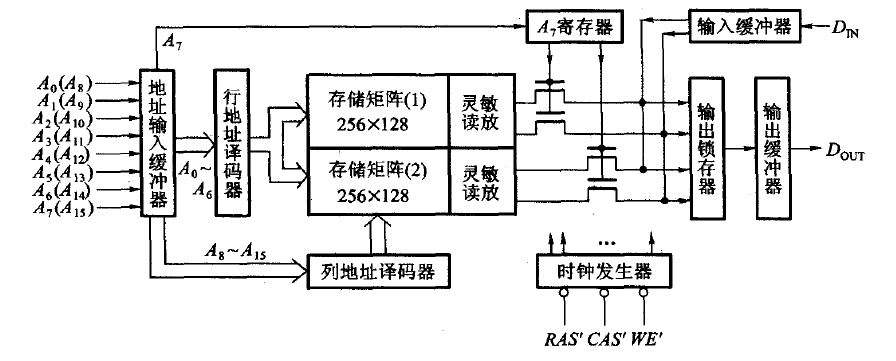 A₇
A₇寄存器
输入缓冲器
D_IN
A₀(A₈)
A₁(A₉)
A₂(A₁₀)
A₃(A₁₁)
A₄(A₁₂)
A₅(A₁₃)
A₆(A₁₄)
A₇(A₁₅)
地址输入缓冲器
A₀~
A₆
行地址译码器
存储矩阵(1)
256×128
灵敏
读放
存储矩阵(2)
256×128
灵敏
读放
输出锁存器
输出缓冲器
D_OUT
A₈~A₁₅
列地址译码器
...
时钟发生器
RAS' CAS' WE'